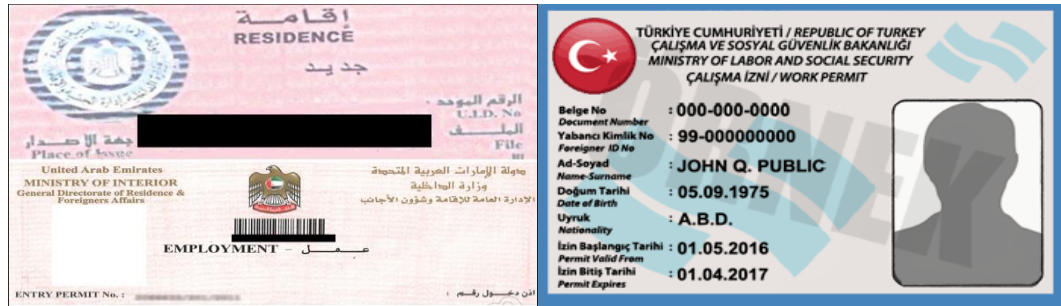 إقامة
RESIDENCE
جديد
الرقم الموحد
U.I.D. No
الملف
File
جهة الإصدار
Place of Issue
United Arab Emirates
MINISTRY OF INTERIOR
General Directorate of Residence &
Foreigners Affairs
دولة الإمارات العربية المتحدة
وزارة الداخلية
الإدارة العامة للإقامة وشؤون الأجانب
EMPLOYMENT - عمل
ENTRY PERMIT No. :
اذن دخول رقم :
TÜRKİYE CUMHURİYETİ / REPUBLIC OF TURKEY
ÇALIŞMA VE SOSYAL GÜVENLİK BAKANLIĞI
MINISTRY OF LABOR AND SOCIAL SECURITY
ÇALIŞMA İZNİ / WORK PERMIT
Belge No : 000-000-0000
Document Number
Yabancı Kimlik No : 99-000000000
Foreigner ID No
Ad-Soyad : JOHN Q. PUBLIC
Name-Surname
Doğum Tarihi : 05.09.1975
Date of Birth
Uyruk : A.B.D.
Nationality
İzin Başlangıç Tarihi : 01.05.2016
Permit Valid From
İzin Bitiş Tarihi : 01.04.2017
Permit Expires
ÖRNEK